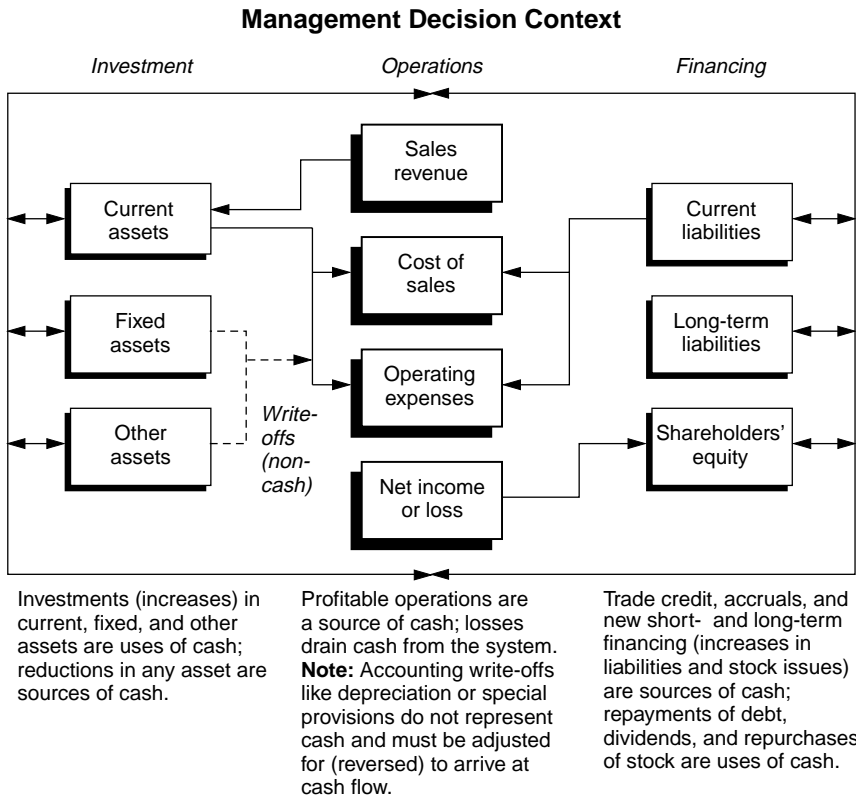 Management Decision Context
Investment
Operations
Financing
Sales
revenue
Current
assets
Current
liabilities
Cost of
sales
Fixed
assets
Long-term
liabilities
Operating
expenses
Write-
offs
(non-
cash)
Other
assets
Shareholders'
equity
Net income
or loss
Investments (increases) in
current, fixed, and other
assets are uses of cash;
reductions in any asset are
sources of cash.
Profitable operations are
a source of cash; losses
drain cash from the system.
Note: Accounting write-offs
like depreciation or special
provisions do not represent
cash and must be adjusted
for (reversed) to arrive at
cash flow.
Trade credit, accruals, and
new short- and long-term
financing (increases in
liabilities and stock issues)
are sources of cash;
repayments of debt,
dividends, and repurchases
of stock are uses of cash.